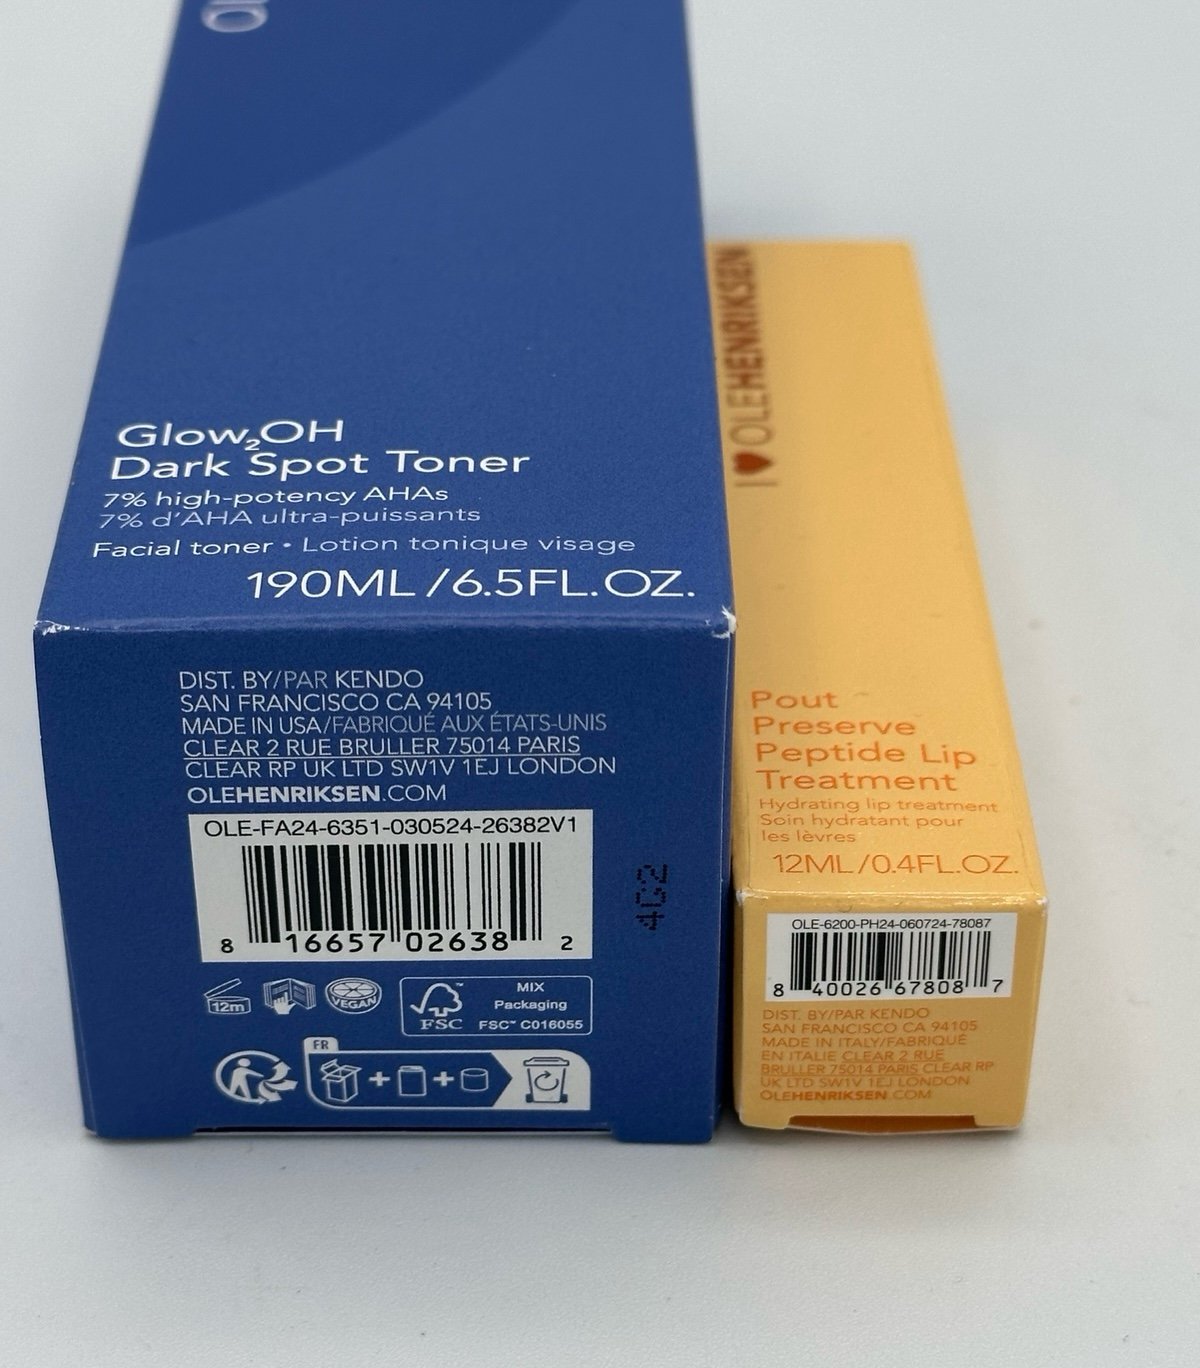 Glow₂OH
Dark Spot Toner
7% high-potency AHAs
7% d'AHA ultra-puissants
Facial toner • Lotion tonique visage
190ML/6.5FL.OZ.
DIST. BY/PAR KENDO
SAN FRANCISCO CA 94105
MADE IN USA/FABRIQUÉ AUX ÉTATS-UNIS
CLEAR 2 RUE BRULLER 75014 PARIS
CLEAR RP UK LTD SW1V 1EJ LONDON
OLEHENRIKSEN.COM
OLE-FA24-6351-030524-26382V1
8 16657 02638 2
4G2
12m
VEGAN
FSC™
MIX
Packaging
FSC™ C016055
FR
I♥OLEHENRIKSEN
Pout
Preserve
Peptide Lip
Treatment
Hydrating lip treatment
Soin hydratant pour
les lèvres
12ML/0.4FL.OZ.
OLE-6200-PH24-060724-78087
8 40026 67808 7
DIST. BY/PAR KENDO
SAN FRANCISCO CA 94105
MADE IN ITALY/FABRIQUÉ
EN ITALIE CLEAR 2 RUE
BRULLER 75014 PARIS CLEAR RP
UK LTD SW1V 1EJ LONDON
OLEHENRIKSEN.COM